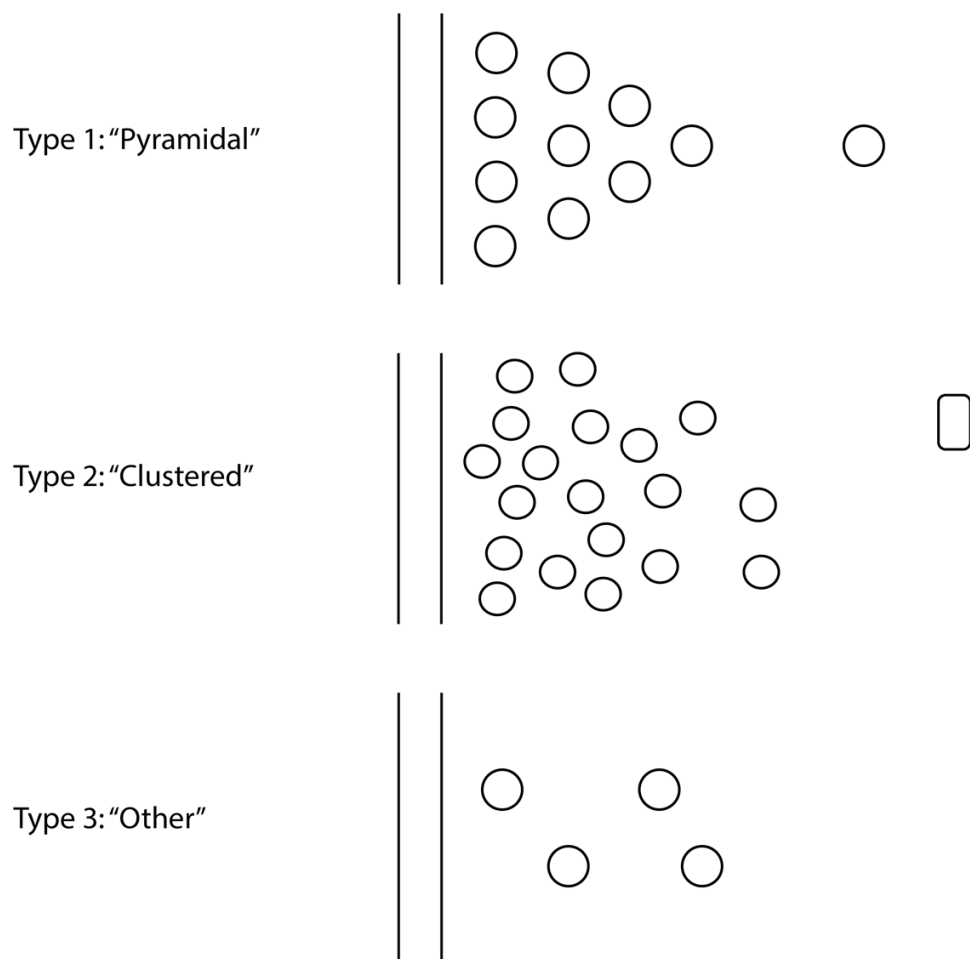 Type 1: “Pyramidal”
Type 2: “Clustered”
Type 3: “Other”